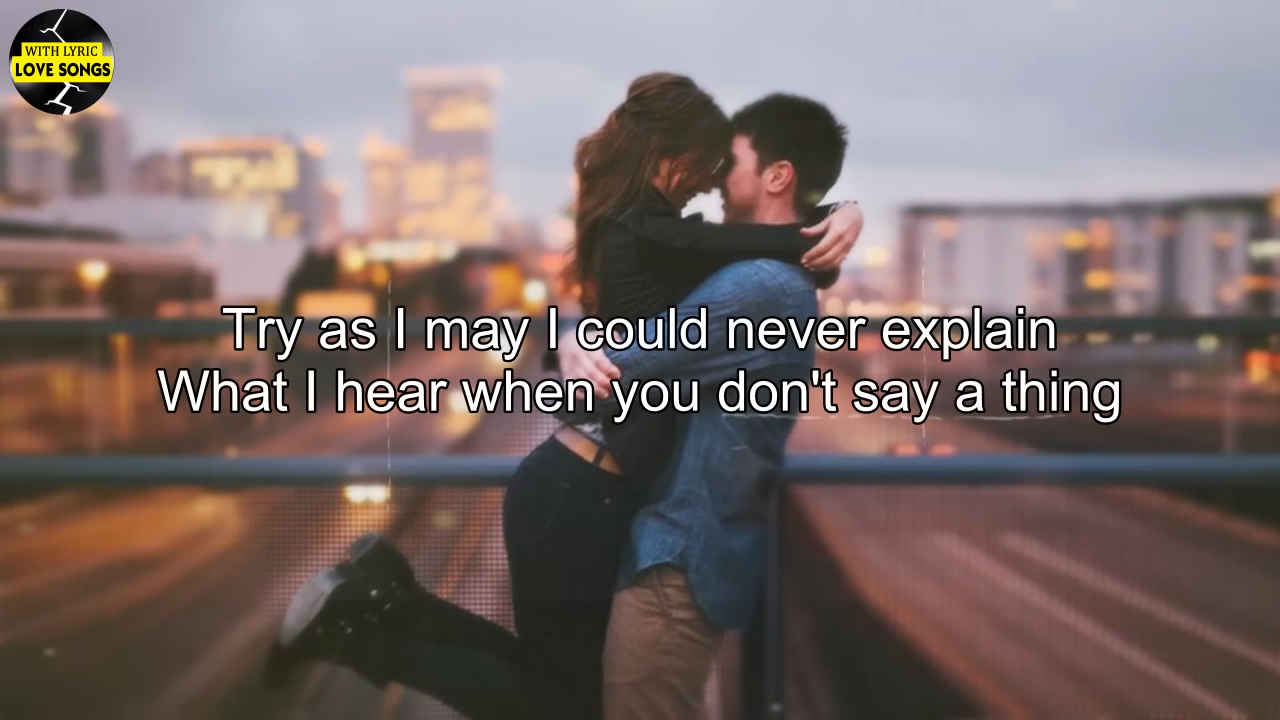 WITH LYRIC
LOVE SONGS
Try as I may I could never explain
What I hear when you don't say a thing